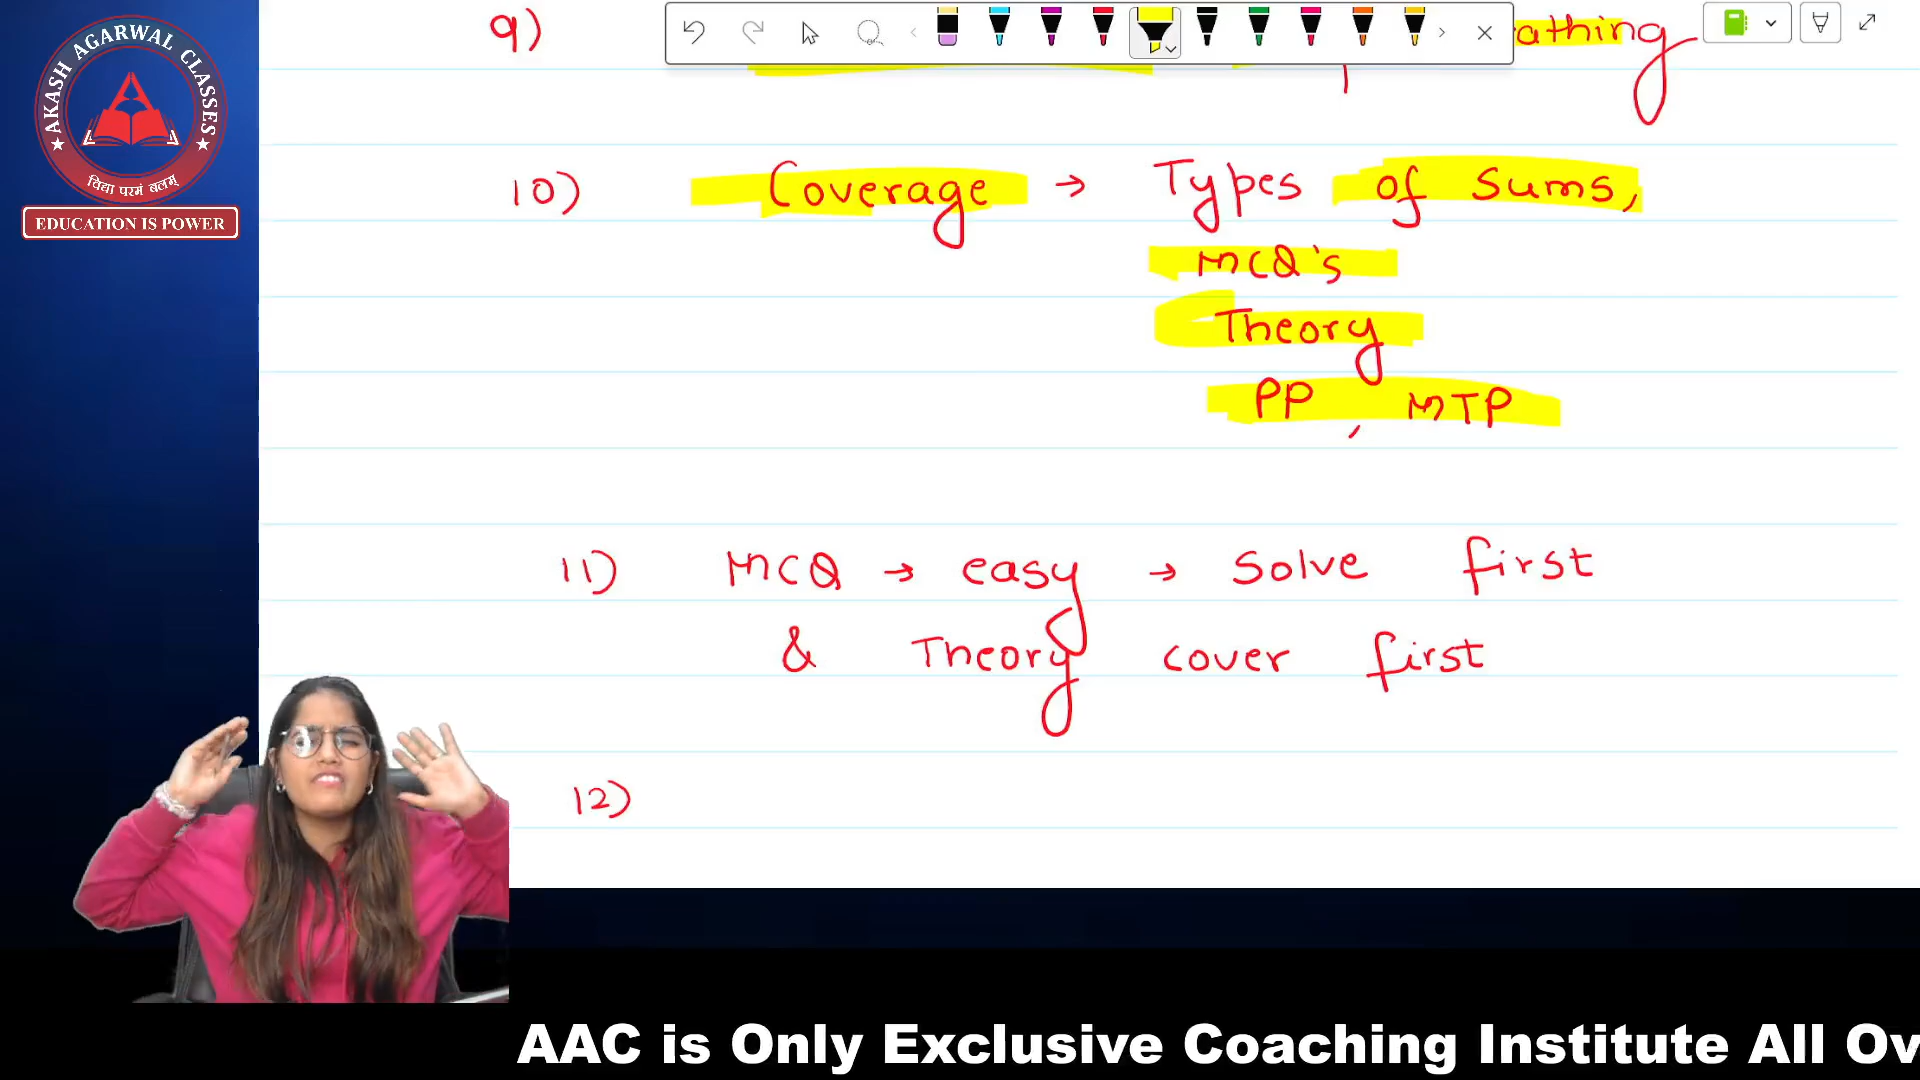 AKASH AGARWAL CLASSES
विद्या परमं बलम्
EDUCATION IS POWER
9)
10) Coverage → Types of sums,
MCQ's
Theory
PP, MTP
11) MCQ → easy → solve first
& Theory cover first
12)
AAC is Only Exclusive Coaching Institute All Ov